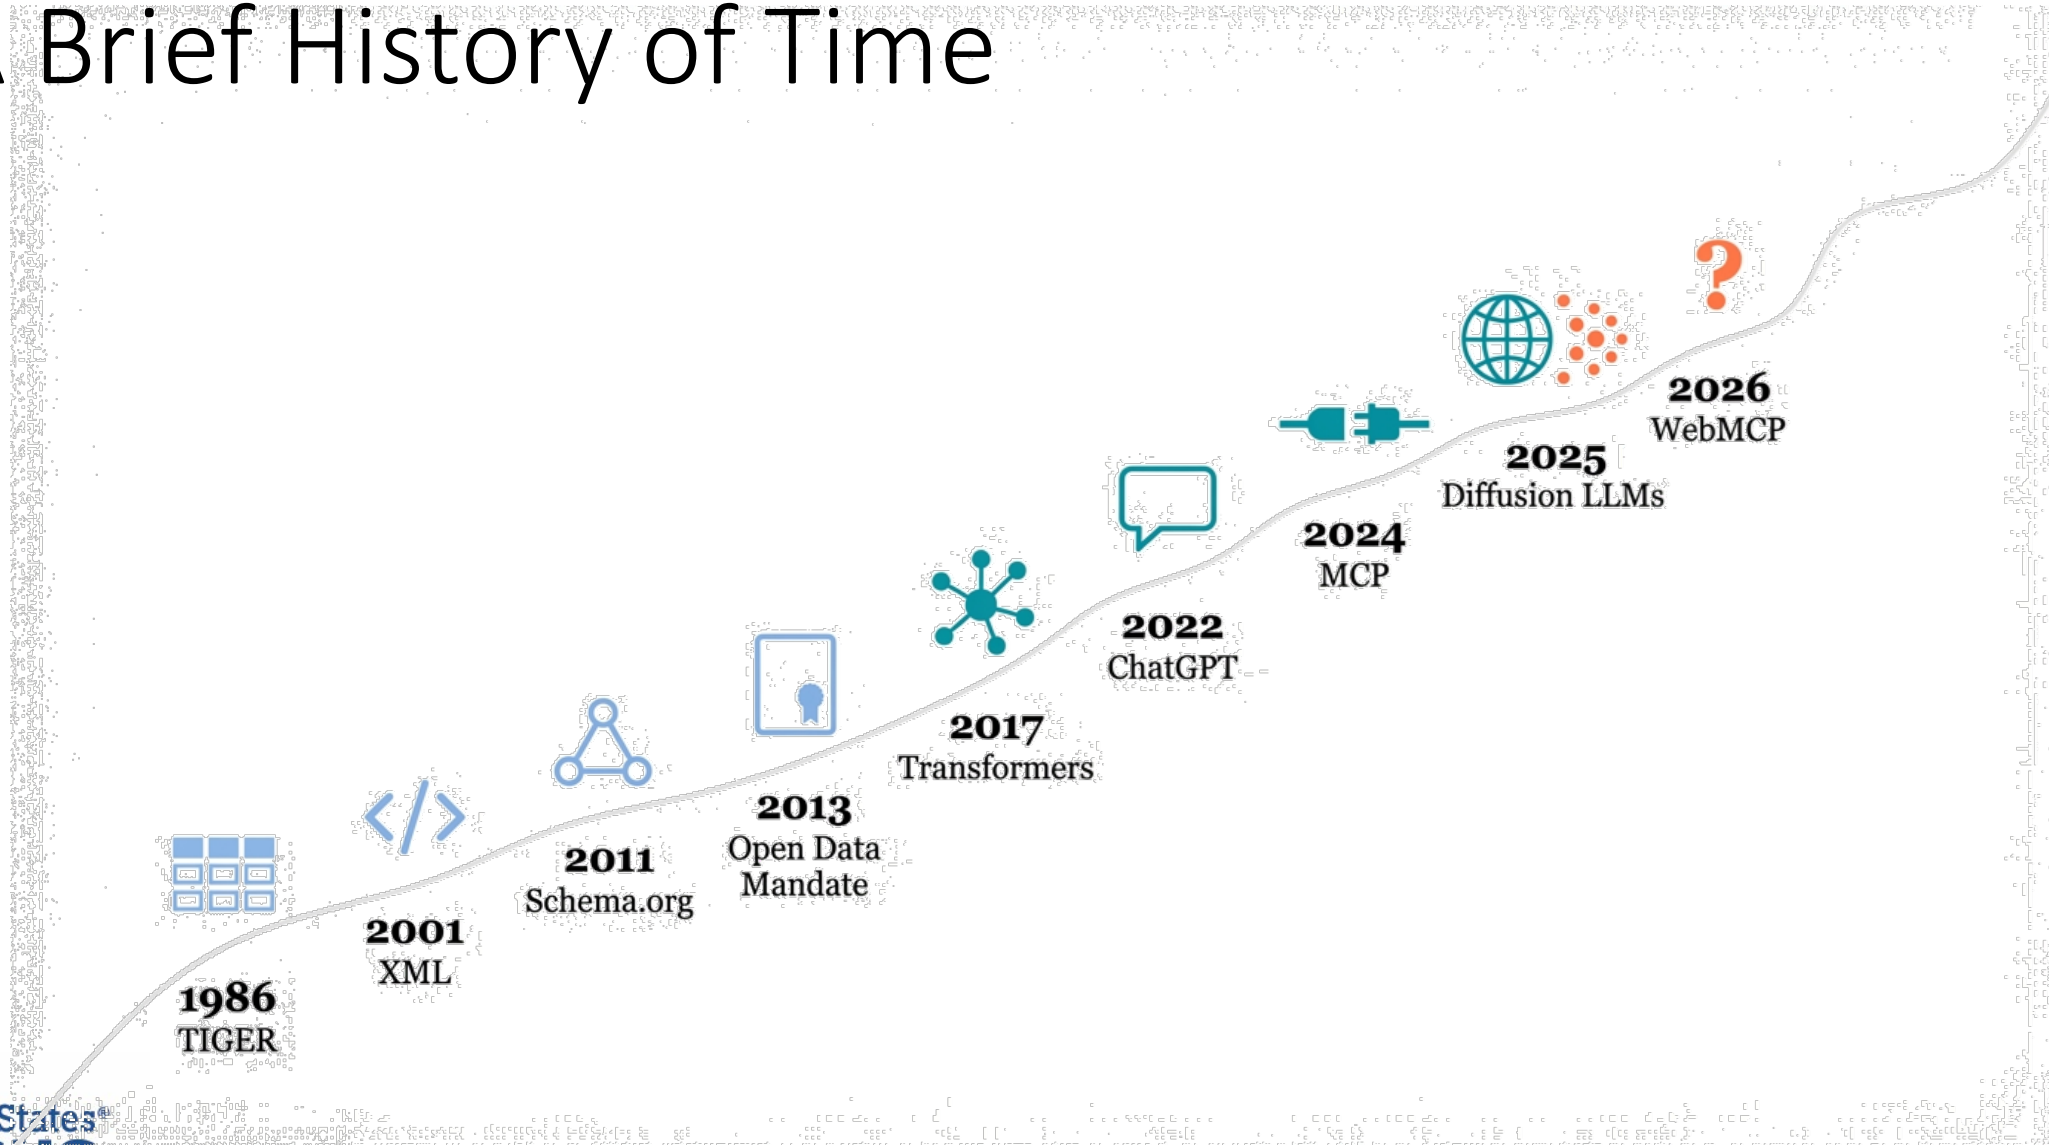 Brief History of Time
1986
TIGER
2001
XML
2011
Schema.org
2013
Open Data
Mandate
2017
Transformers
2022
ChatGPT
2024
MCP
2025
Diffusion LLMs
?
2026
WebMCP
States®